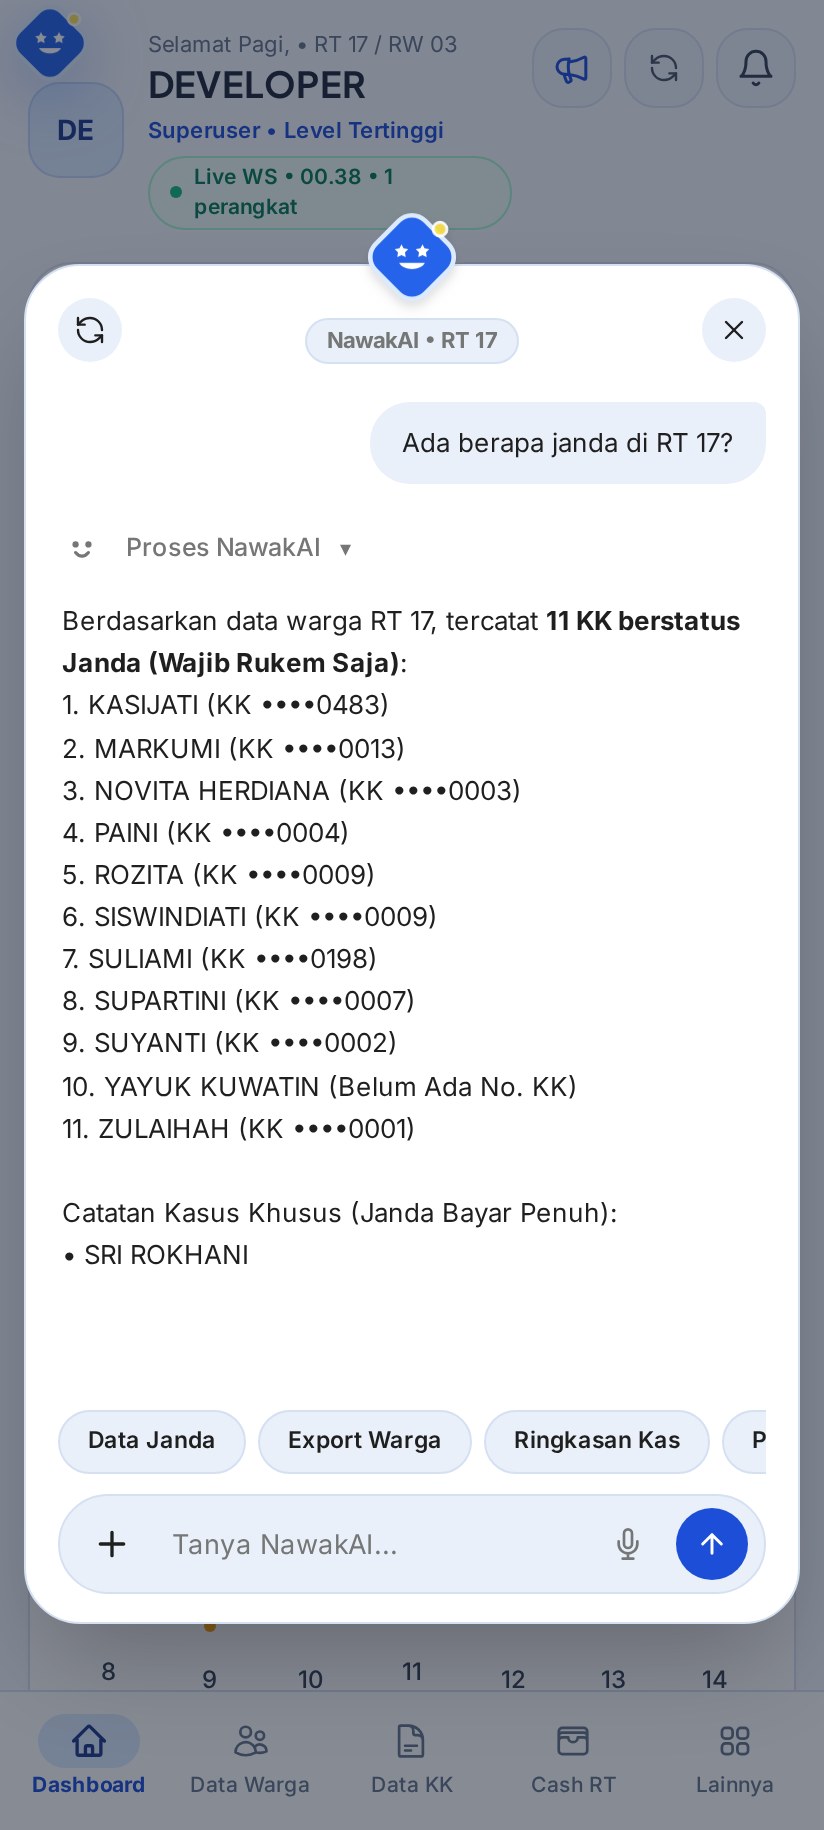 Selamat Pagi, • RT 17 / RW 03
DEVELOPER
DE
Superuser • Level Tertinggi
Live WS • 00.38 • 1
perangkat
NawakAI • RT 17
Ada berapa janda di RT 17?
Proses NawakAI ▼
Berdasarkan data warga RT 17, tercatat 11 KK berstatus
Janda (Wajib Rukem Saja):
1. KASIJATI (KK ••••0483)
2. MARKUMI (KK ••••0013)
3. NOVITA HERDIANA (KK ••••0003)
4. PAINI (KK ••••0004)
5. ROZITA (KK ••••0009)
6. SISWINDIATI (KK ••••0009)
7. SULIAMI (KK ••••0198)
8. SUPARTINI (KK ••••0007)
9. SUYANTI (KK ••••0002)
10. YAYUK KUWATIN (Belum Ada No. KK)
11. ZULAIHAH (KK ••••0001)
Catatan Kasus Khusus (Janda Bayar Penuh):
• SRI ROKHANI
Data Janda Export Warga Ringkasan Kas P
Tanya NawakAI...
8 9 10 11 12 13 14
Dashboard Data Warga Data KK Cash RT Lainnya